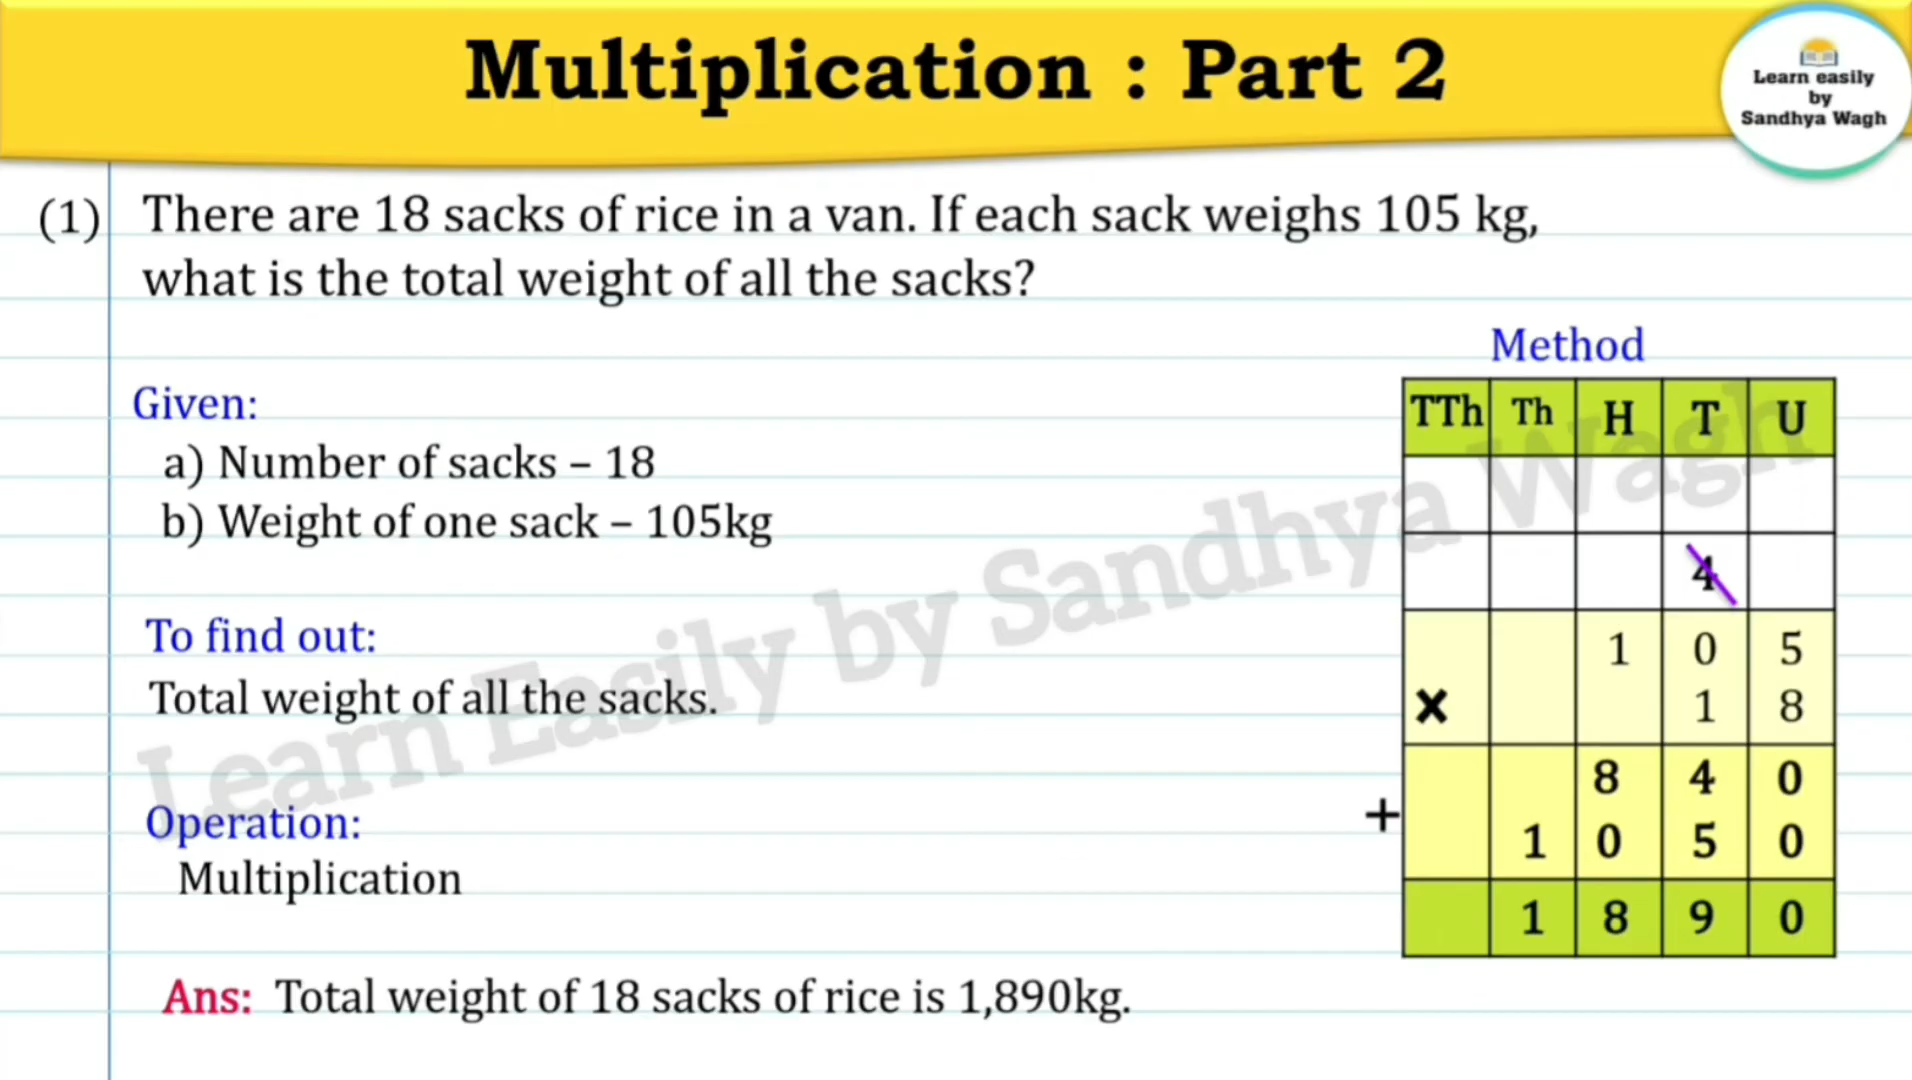 Multiplication : Part 2
Learn easily
by
Sandhya Wagh
(1) There are 18 sacks of rice in a van. If each sack weighs 105 kg,
what is the total weight of all the sacks?
Given:
a) Number of sacks – 18
b) Weight of one sack – 105kg
To find out:
Total weight of all the sacks.
Operation:
Multiplication
Ans: Total weight of 18 sacks of rice is 1,890kg.
Method
TTh Th H T U
4
1 0 5
× 1 8
8 4 0
+ 1 0 5 0
1 8 9 0
Learn Easily by Sandhya Wagh